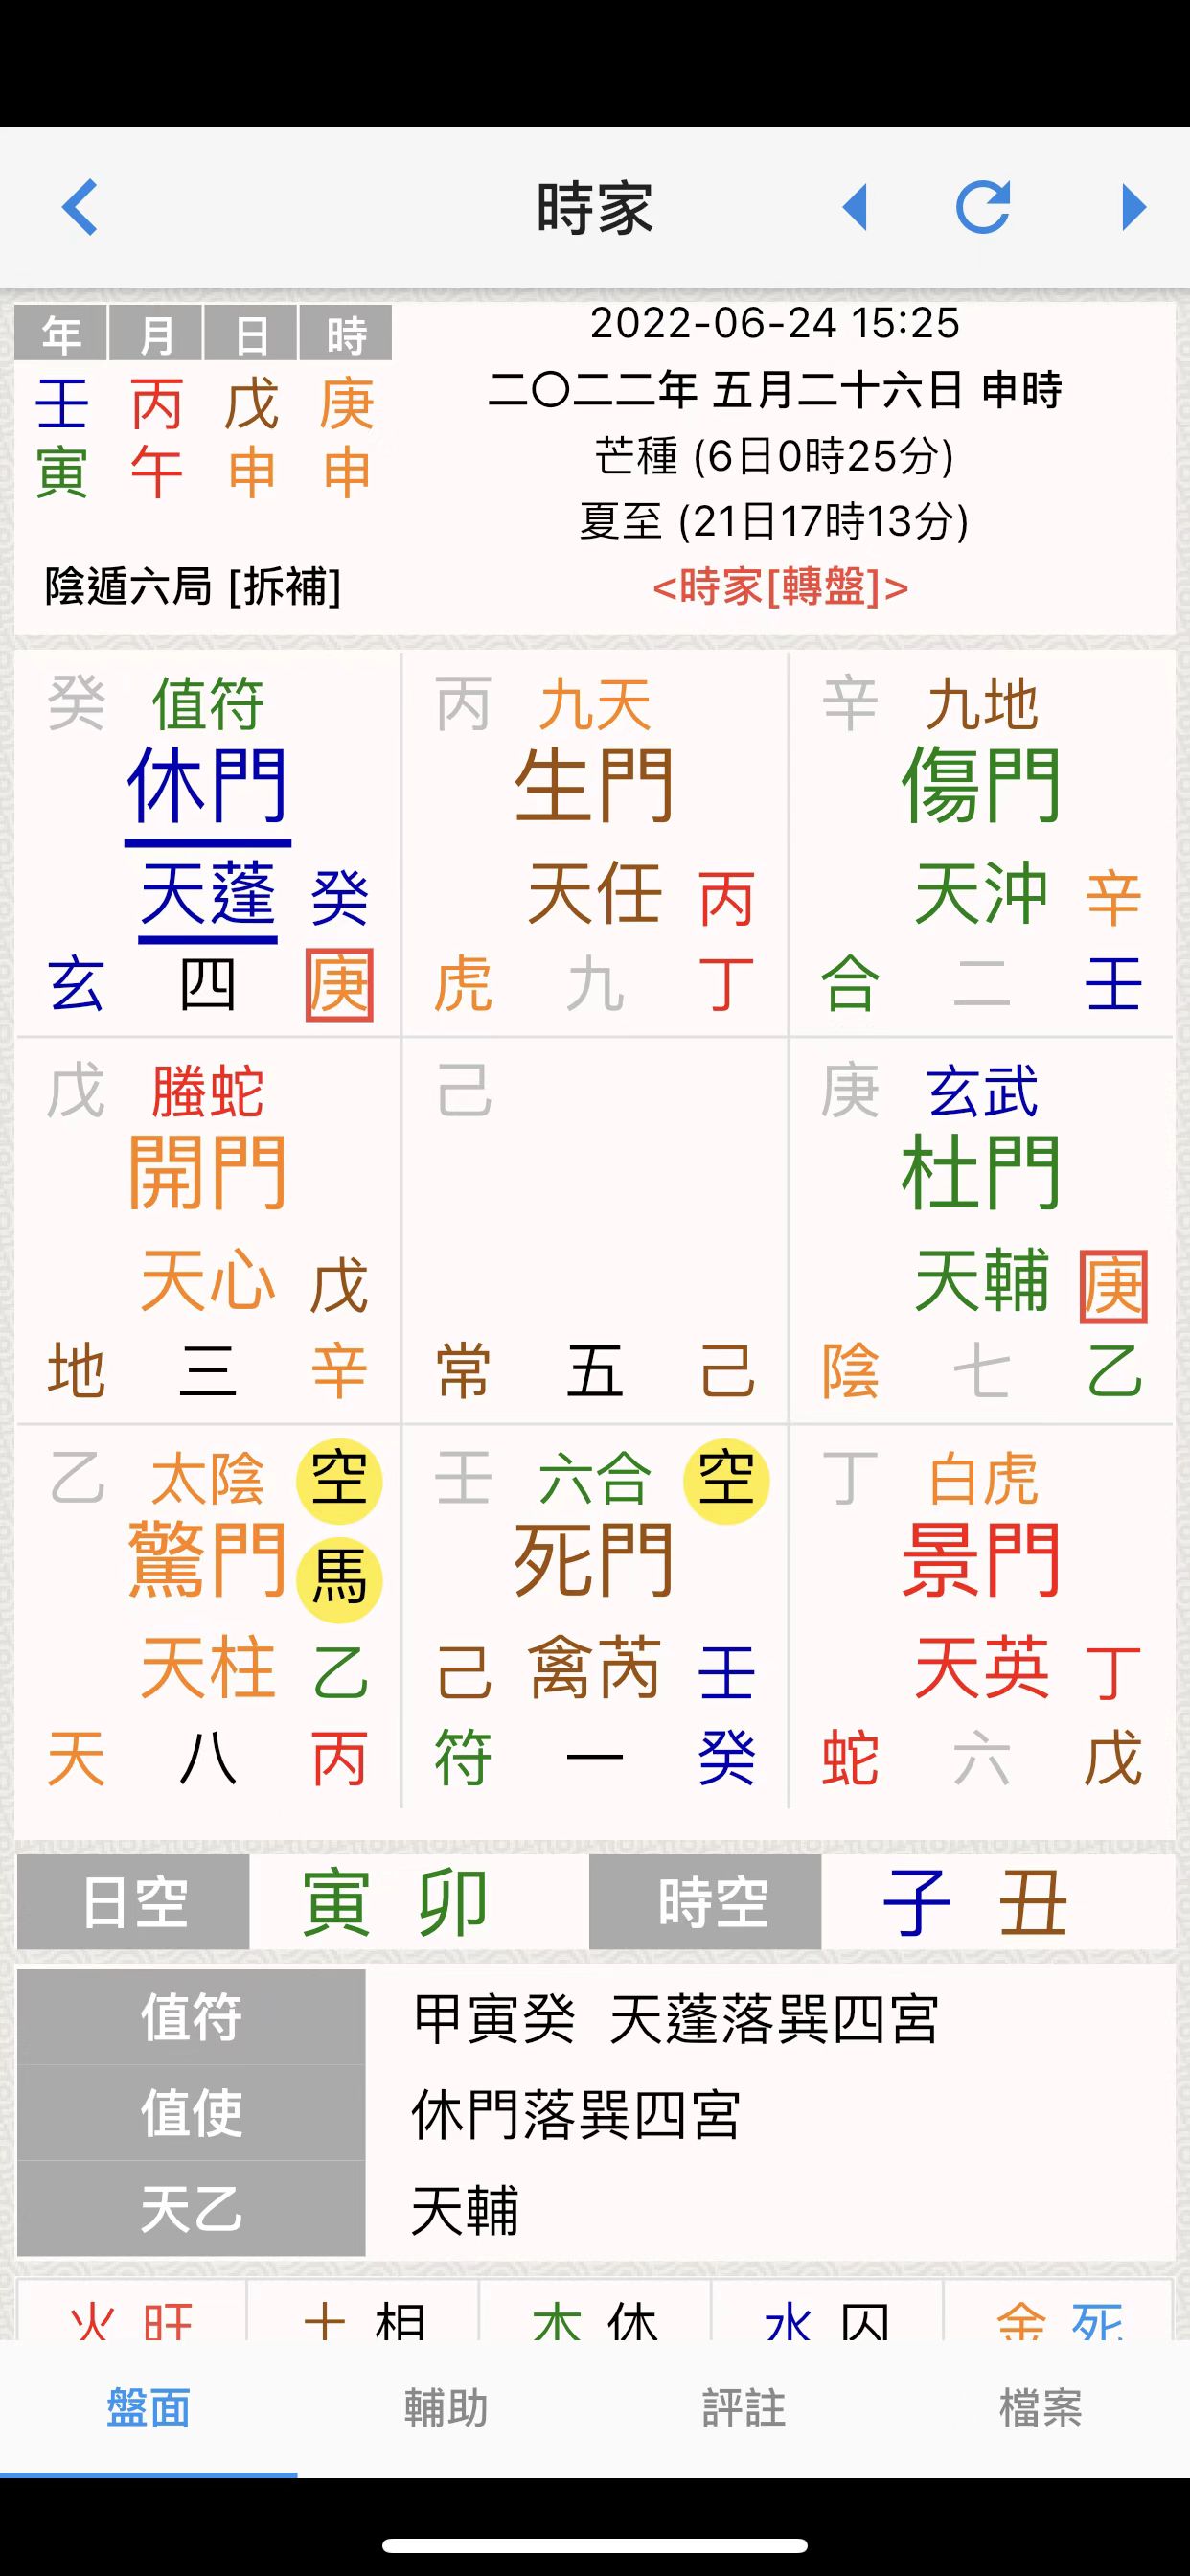 時家
年 月 日 時
壬 丙 戊 庚
寅 午 申 申
陰遁六局 [拆補]
2022-06-24 15:25
二〇二二年 五月二十六日 申時
芒種 (6日0時25分)
夏至 (21日17時13分)
<時家[轉盤]>
癸 值符
休門
天蓬 癸
玄 四 庚
丙 九天
生門
天任 丙
虎 九 丁
辛 九地
傷門
天沖 辛
合 二 壬
戊 螣蛇
開門
天心 戊
地 三 辛
己
常 五 己
庚 玄武
杜門
天輔 庚
陰 七 乙
乙 太陰 空
驚門 馬
天柱 乙
天 八 丙
壬 六合 空
死門
己 禽芮 壬
符 一 癸
丁 白虎
景門
天英 丁
蛇 六 戊
日空 寅 卯 時空 子 丑
值符 甲寅癸 天蓬落巽四宮
值使 休門落巽四宮
天乙 天輔
火 旺 土 相 木 休 水 囚 金 死
盤面 輔助 評註 檔案